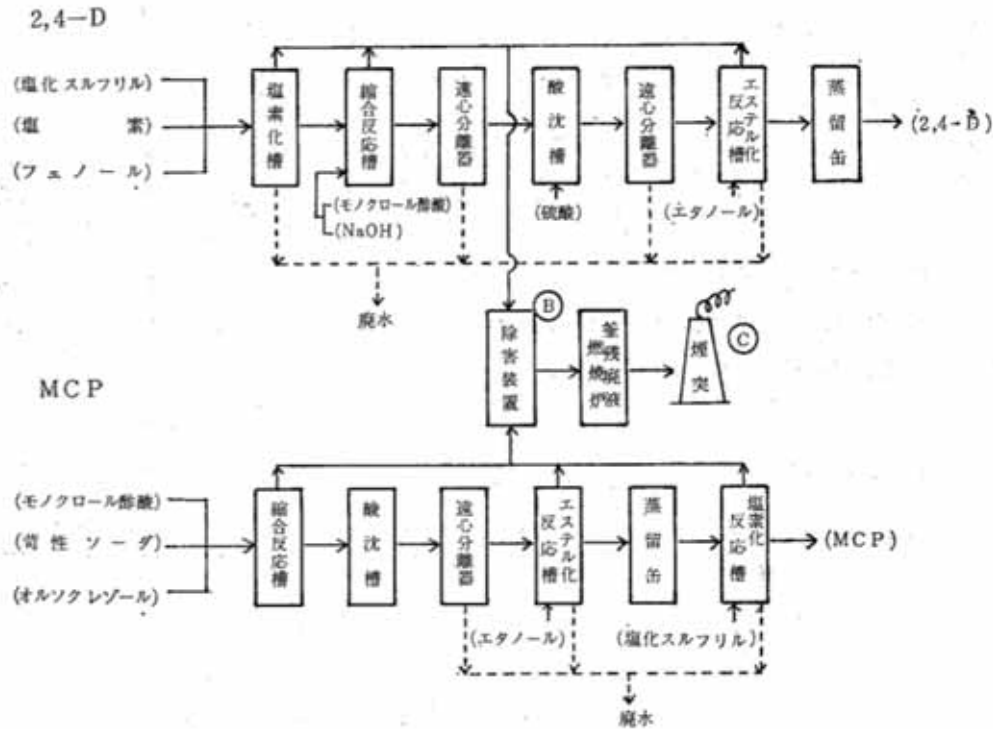 2,4-D
(塩化スルフリル)
(塩素)
(フェノール)
塩素化槽
縮合反応槽
遠心分離器
酸沈槽
遠心分離器
エステル化反応槽
蒸留缶
(2,4-D)
(モノクロール酢酸)
(NaOH)
(硫酸)
(エタノール)
廃水
除害装置
B
釜残廃液燃焼炉
煙突
C
MCP
(モノクロール酢酸)
(苛性ソーダ)
(オルソクレゾール)
縮合反応槽
酸沈槽
遠心分離器
エステル化反応槽
蒸留缶
塩素化反応槽
(MCP)
(エタノール)
(塩化スルフリル)
廃水